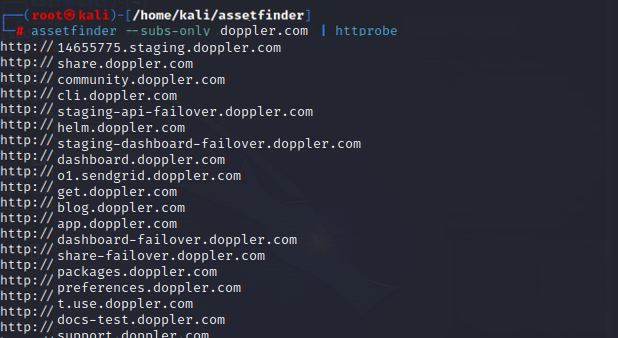 ┌──(root㉿kali)-[/home/kali/assetfinder]
└─# assetfinder --subs-only doppler.com | httprobe
http://14655775.staging.doppler.com
http://share.doppler.com
http://community.doppler.com
http://cli.doppler.com
http://staging-api-failover.doppler.com
http://helm.doppler.com
http://staging-dashboard-failover.doppler.com
http://dashboard.doppler.com
http://o1.sendgrid.doppler.com
http://get.doppler.com
http://blog.doppler.com
http://app.doppler.com
http://dashboard-failover.doppler.com
http://share-failover.doppler.com
http://packages.doppler.com
http://preferences.doppler.com
http://t.use.doppler.com
http://docs-test.doppler.com
http://support.doppler.com